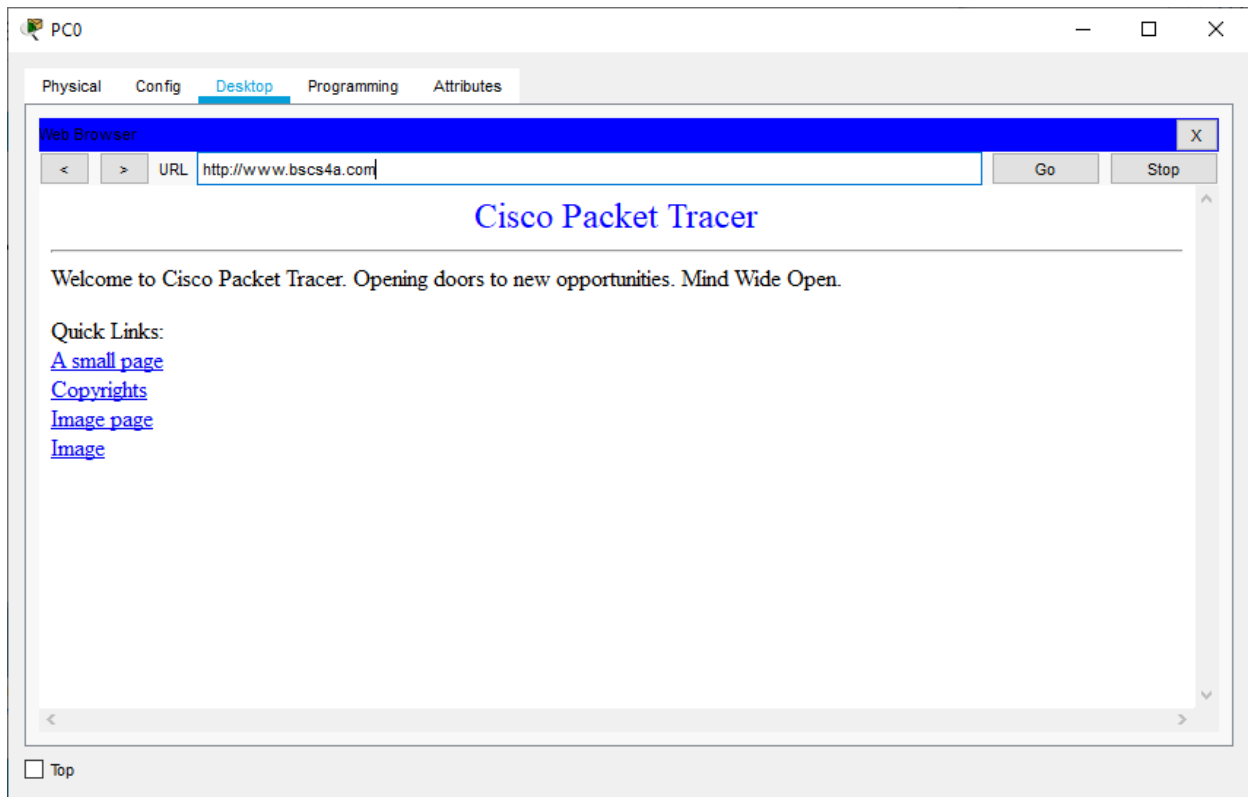 PC0
Physical Config Desktop Programming Attributes
Web Browser
X
< > URL http://www.bscs4a.com Go Stop
Cisco Packet Tracer
Welcome to Cisco Packet Tracer. Opening doors to new opportunities. Mind Wide Open.
Quick Links:
A small page
Copyrights
Image page
Image
Top